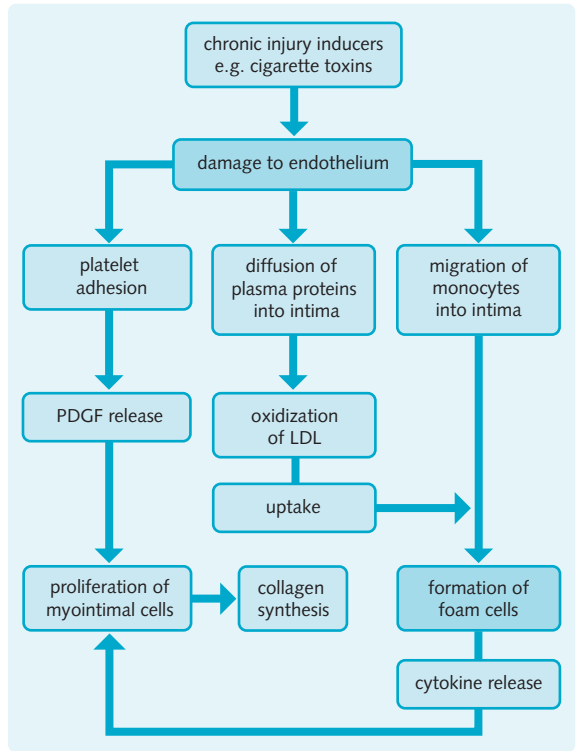 chronic injury inducers
e.g. cigarette toxins
damage to endothelium
platelet
adhesion
diffusion of
plasma proteins
into intima
migration of
monocytes
into intima
PDGF release
oxidization
of LDL
uptake
proliferation of
myointimal cells
collagen
synthesis
formation of
foam cells
cytokine release